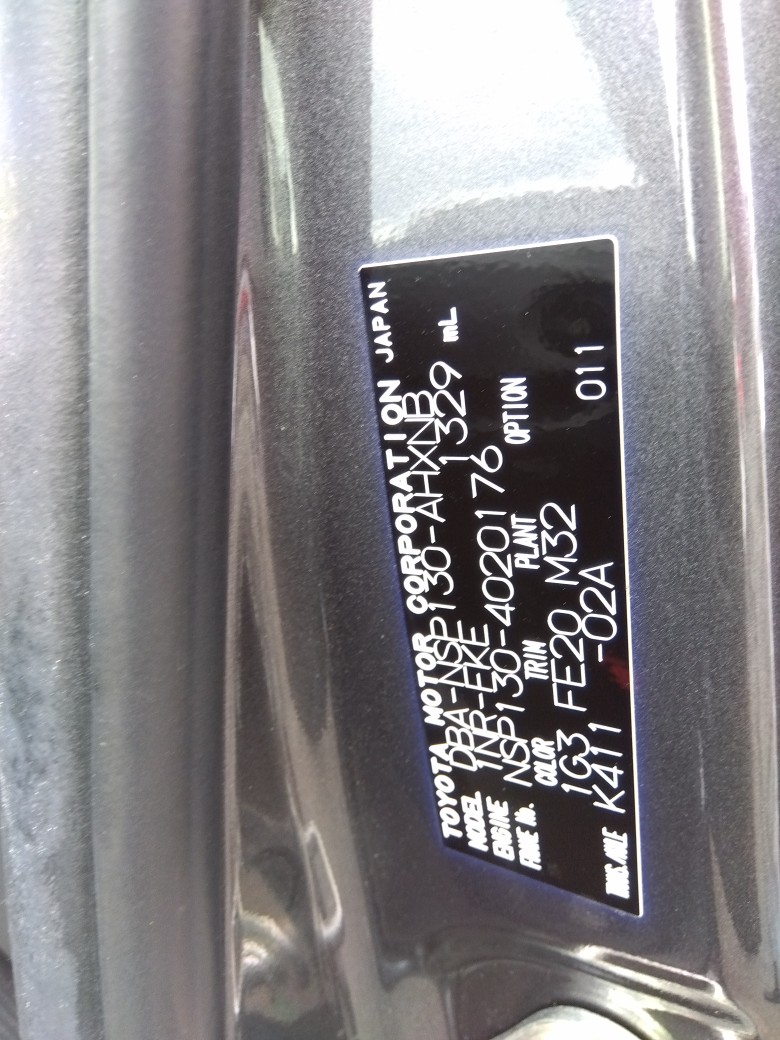 TOYOTA MOTOR CORPORATION JAPAN
MODEL DBA-NSP130-AHXNB
ENGINE 1NR-FKE 1329 mL
FRAME No. NSP130-4020176
COLOR TRIM PLANT OPTION
1G3 FE20 M32
TRANS./AXLE K411 -02A 011